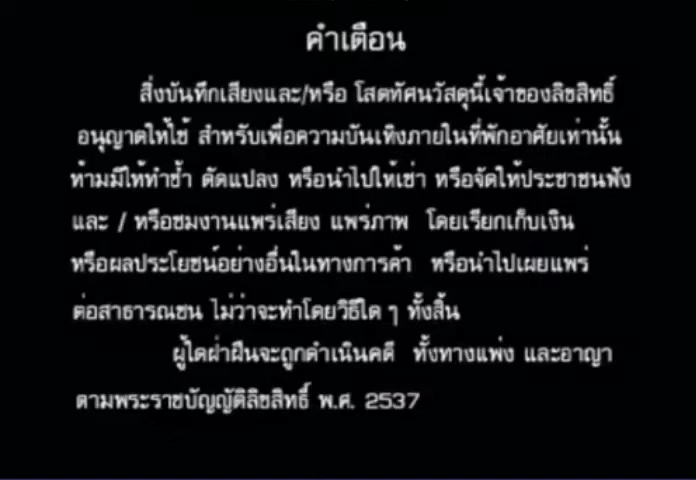 คำเตือน
สิ่งบันทึกเสียงและ/หรือ โสตทัศนวัสดุนี้เจ้าของลิขสิทธิ์
อนุญาตให้ใช้ สำหรับเพื่อความบันเทิงภายในที่พักอาศัยเท่านั้น
ห้ามมิให้ทำซ้ำ ดัดแปลง หรือนำไปให้เช่า หรือจัดให้ประชาชนฟัง
และ / หรือชมงานแพร่เสียง แพร่ภาพ โดยเรียกเก็บเงิน
หรือผลประโยชน์อย่างอื่นในทางการค้า หรือนำไปเผยแพร่
ต่อสาธารณชน ไม่ว่าจะทำโดยวิธีใด ๆ ทั้งสิ้น
ผู้ใดฝ่าฝืนจะถูกดำเนินคดี ทั้งทางแพ่ง และอาญา
ตามพระราชบัญญัติลิขสิทธิ์ พ.ศ. 2537